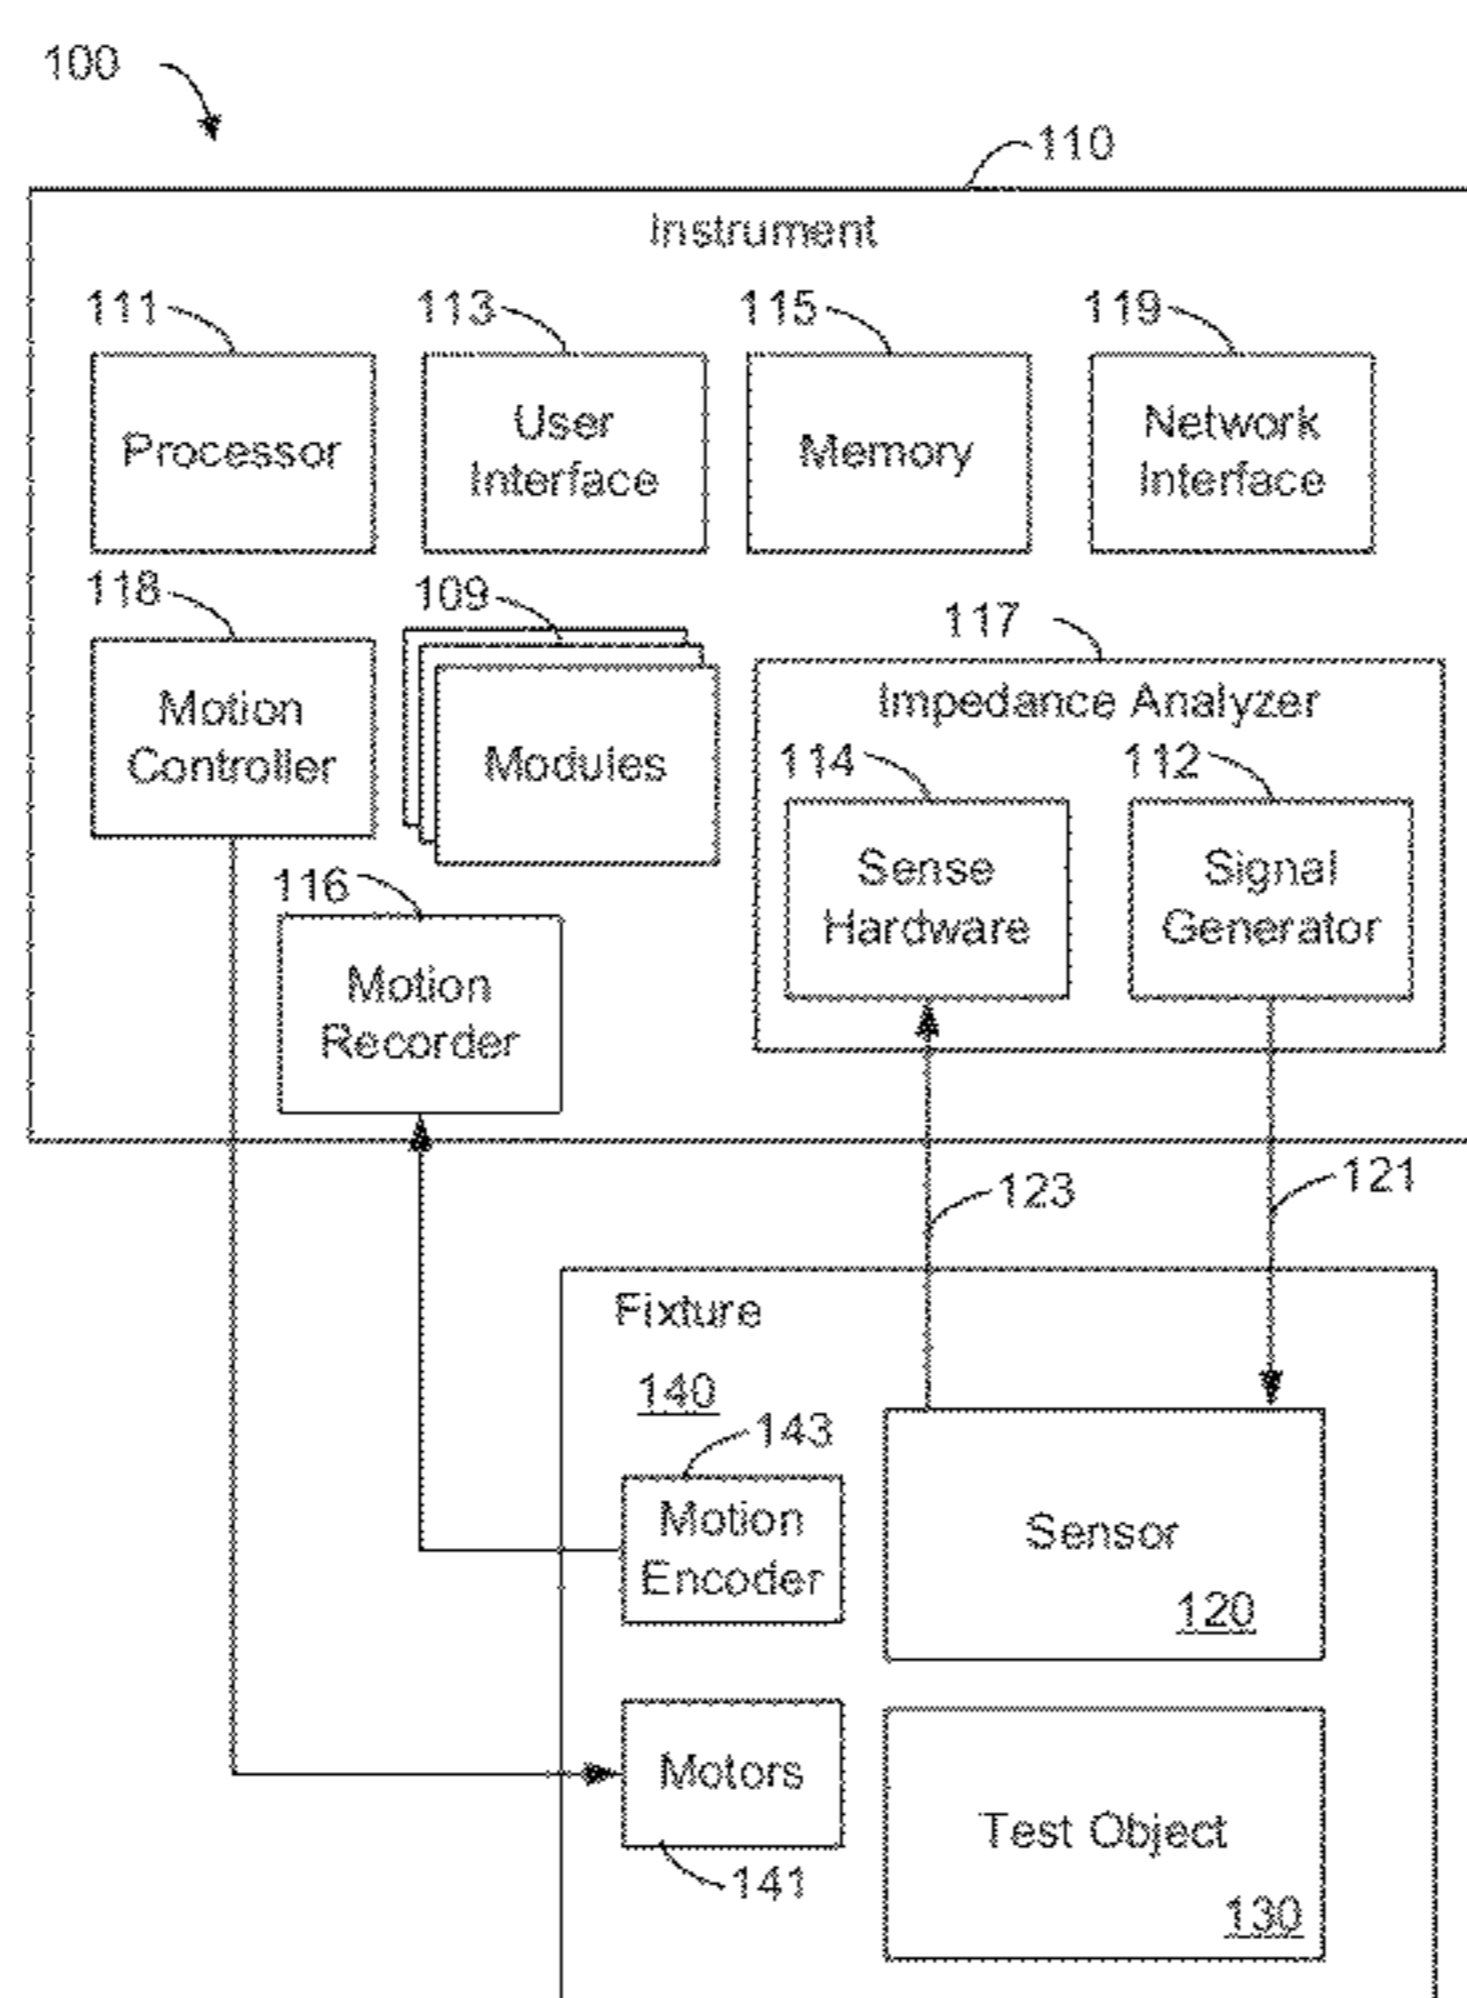 100
110
Instrument
111
113
115
119
Processor
User
Interface
Memory
Network
Interface
118
109
117
Motion
Controller
Modules
Impedance Analyzer
114
112
Sense
Hardware
Signal
Generator
116
Motion
Recorder
123
121
Fixture
140
143
Motion
Encoder
Sensor
120
Motors
141
Test Object
130